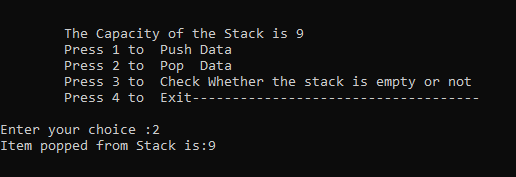 The Capacity of the Stack is 9
Press 1 to  Push Data
Press 2 to  Pop  Data
Press 3 to  Check Whether the stack is empty or not
Press 4 to  Exit------------------------------------
Enter your choice :2
Item popped from Stack is:9